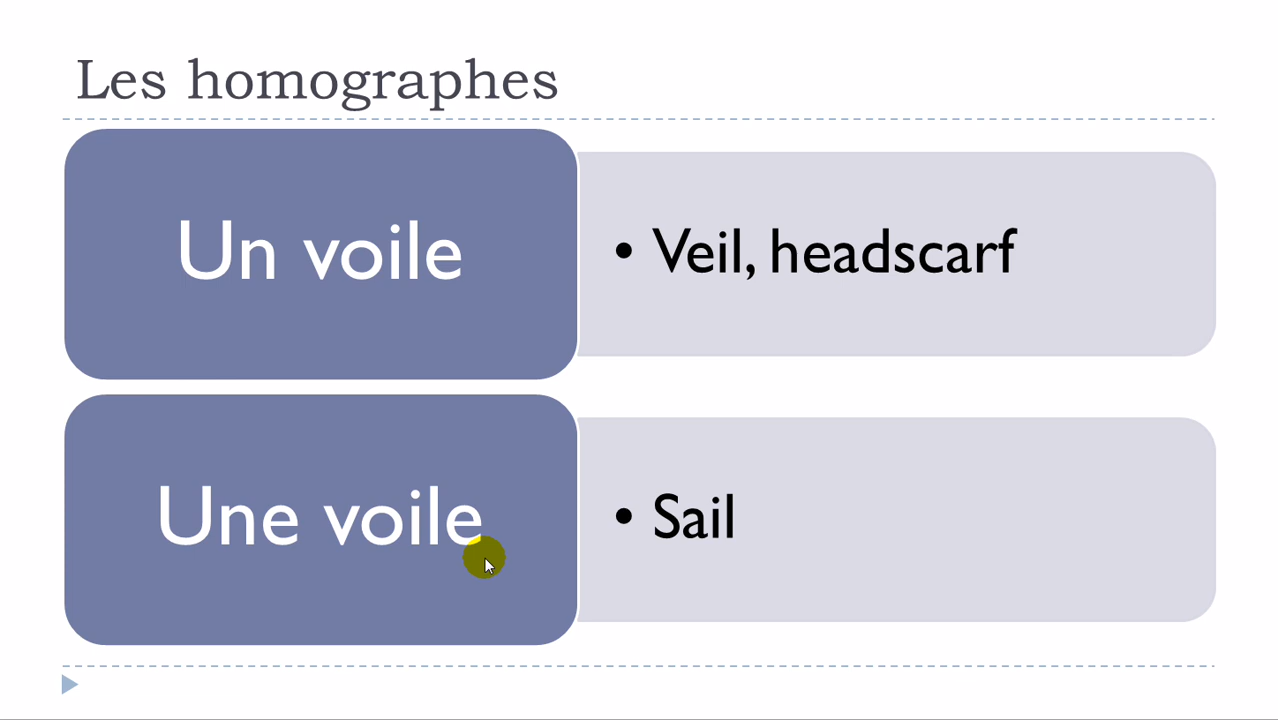 Les homographes
Un voile
• Veil, headscarf
Une voile
• Sail